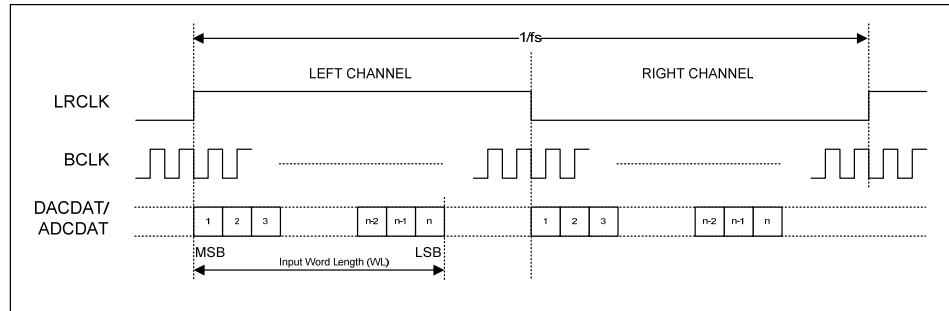 1/fs
LEFT CHANNEL
RIGHT CHANNEL
LRCLK
BCLK
DACDAT/
ADCDAT
1 2 3 n-2 n-1 n 1 2 3 n-2 n-1 n
MSB LSB
Input Word Length (WL)